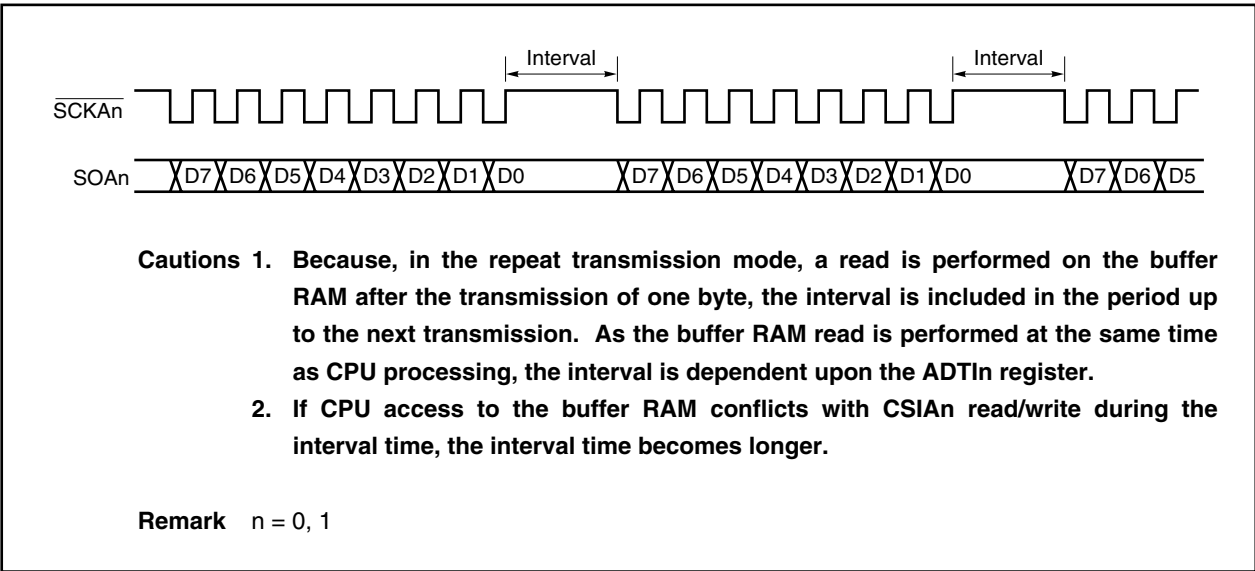 Interval Interval
SCKAn
SOAn D7 D6 D5 D4 D3 D2 D1 D0 D7 D6 D5 D4 D3 D2 D1 D0 D7 D6 D5
Cautions 1. Because, in the repeat transmission mode, a read is performed on the buffer
RAM after the transmission of one byte, the interval is included in the period up
to the next transmission. As the buffer RAM read is performed at the same time
as CPU processing, the interval is dependent upon the ADTIn register.
2. If CPU access to the buffer RAM conflicts with CSIAn read/write during the
interval time, the interval time becomes longer.
Remark n = 0, 1